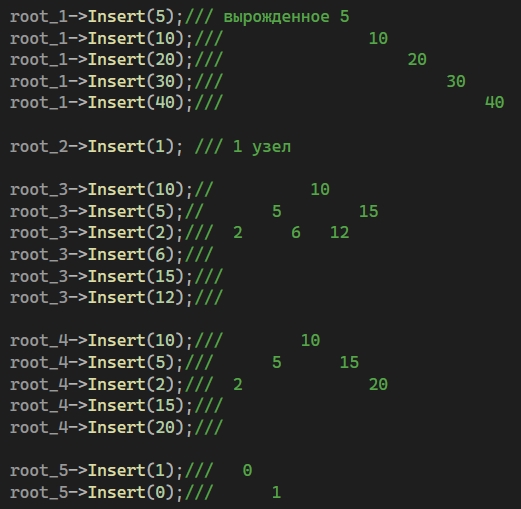 root_1->Insert(5);/// вырожденное 5
root_1->Insert(10);///               10
root_1->Insert(20);///                   20
root_1->Insert(30);///                       30
root_1->Insert(40);///                           40

root_2->Insert(1); /// 1 узел

root_3->Insert(10);//          10
root_3->Insert(5);//       5        15
root_3->Insert(2);///  2     6   12
root_3->Insert(6);///
root_3->Insert(15);///
root_3->Insert(12);///

root_4->Insert(10);///        10
root_4->Insert(5);///      5      15
root_4->Insert(2);///  2             20
root_4->Insert(15);///
root_4->Insert(20);///

root_5->Insert(1);///   0
root_5->Insert(0);///      1